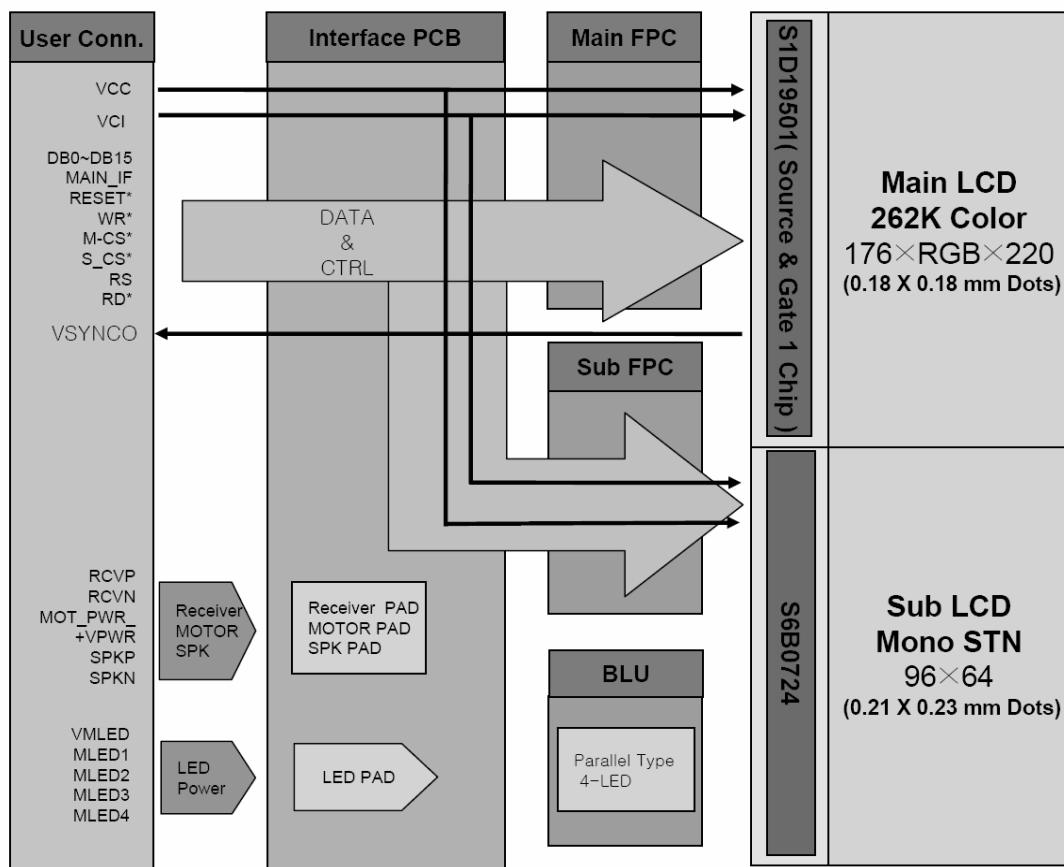 User Conn.
Interface PCB
Main FPC
VCC
VCI
DB0~DB15
MAIN_IF
RESET*
WR*
M-CS*
S_CS*
RS
RD*
VSYNCO
DATA
&
CTRL
S1D19501( Source & Gate 1 Chip )
Main LCD
262K Color
176×RGB×220
(0.18 X 0.18 mm Dots)
Sub FPC
RCVP
RCVN
MOT_PWR_
+VPWR
SPKP
SPKN
Receiver
MOTOR
SPK
Receiver PAD
MOTOR PAD
SPK PAD
BLU
S6B0724
Sub LCD
Mono STN
96×64
(0.21 X 0.23 mm Dots)
VMLED
MLED1
MLED2
MLED3
MLED4
LED
Power
LED PAD
Parallel Type
4-LED